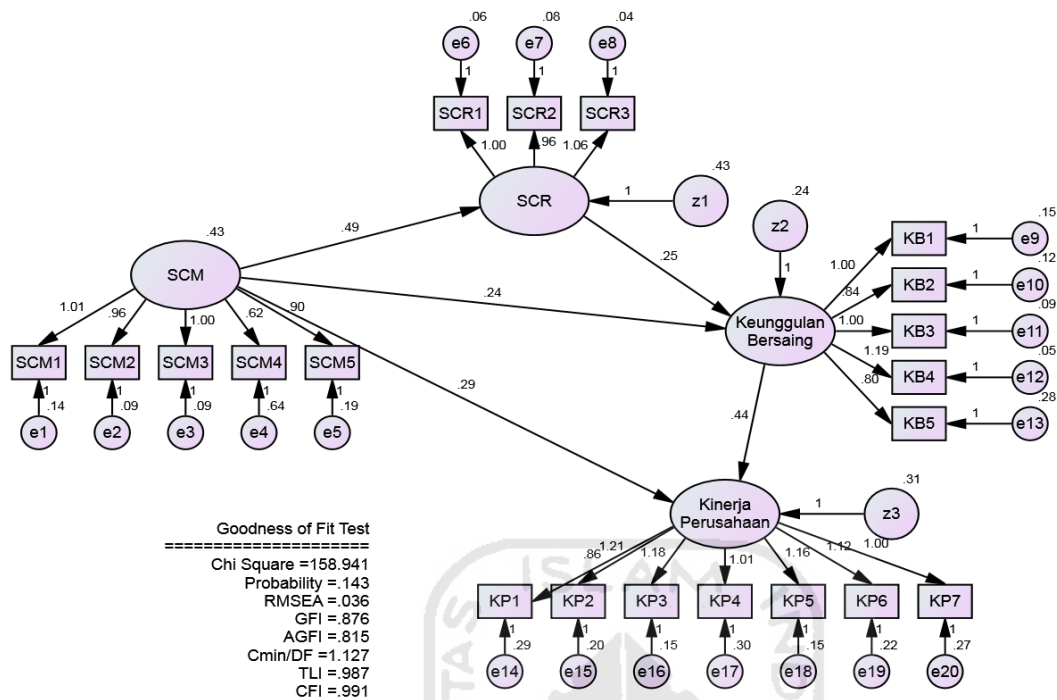 .06 .08 .04
e6 e7 e8
1 1 1
SCR1 SCR2 SCR3
1.00 .96 1.06
SCR
1
z1
.43
.24
z2
1
.49
.25
.43
SCM
.24
1.01 .96 1.00 .62 .90
SCM1 SCM2 SCM3 SCM4 SCM5
1 1 1 1 1
.14 .09 .09 .64 .19
e1 e2 e3 e4 e5
.29
Keunggulan
Bersaing
1.00
KB1
1
e9
.15
.84
KB2
1
e10
.12
1.00
KB3
1
e11
.09
1.19
KB4
1
e12
.05
.80
KB5
1
e13
.28
.44
Kinerja
Perusahaan
1
z3
.31
.86 1.21 1.18 1.01 1.16 1.12 1.00
KP1 KP2 KP3 KP4 KP5 KP6 KP7
1 1 1 1 1 1 1
.29 .20 .15 .30 .15 .22 .27
e14 e15 e16 e17 e18 e19 e20
Goodness of Fit Test
=====================
Chi Square =158.941
Probability =.143
RMSEA =.036
GFI =.876
AGFI =.815
Cmin/DF =1.127
TLI =.987
CFI =.991
ISLAM
TAS